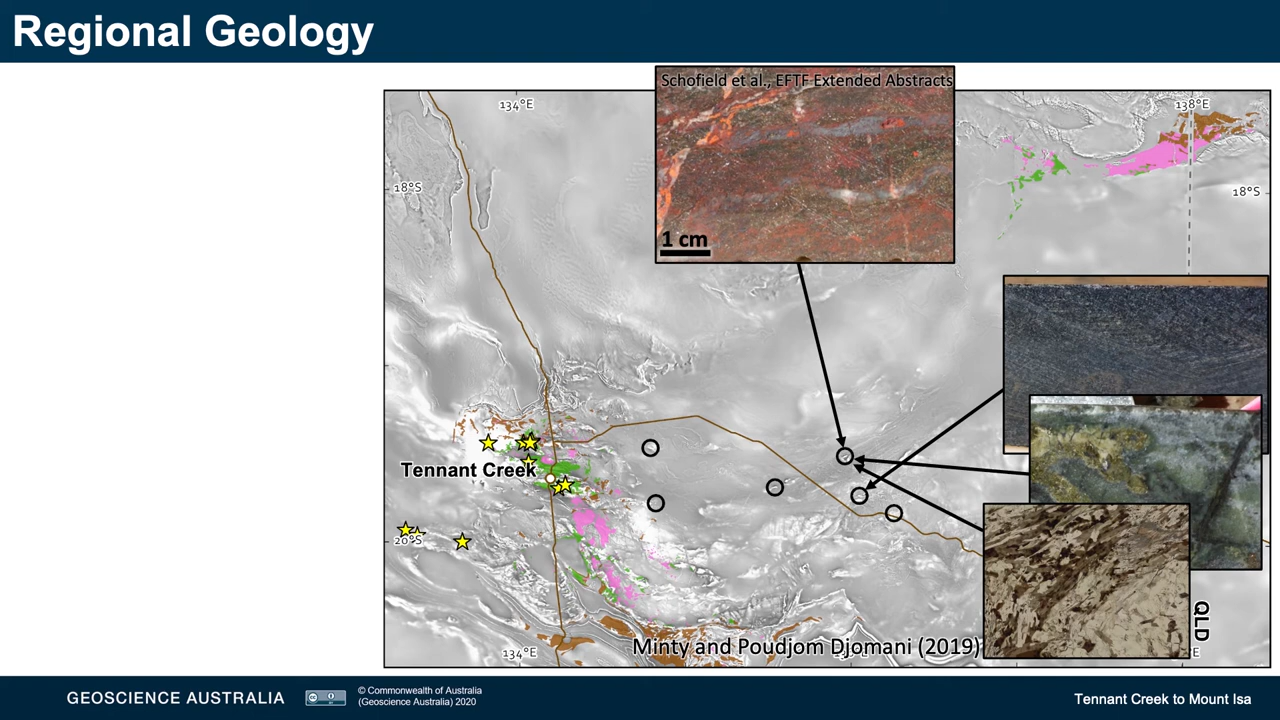 Regional Geology
Schofield et al., EFTF Extended Abstracts
134°E
138°E
18°S
18°S
1 cm
Tennant Creek
20°S
QLD
134°E
Minty and Poudjom Djomani (2019)
GEOSCIENCE AUSTRALIA
© Commonwealth of Australia
(Geoscience Australia) 2020
Tennant Creek to Mount Isa